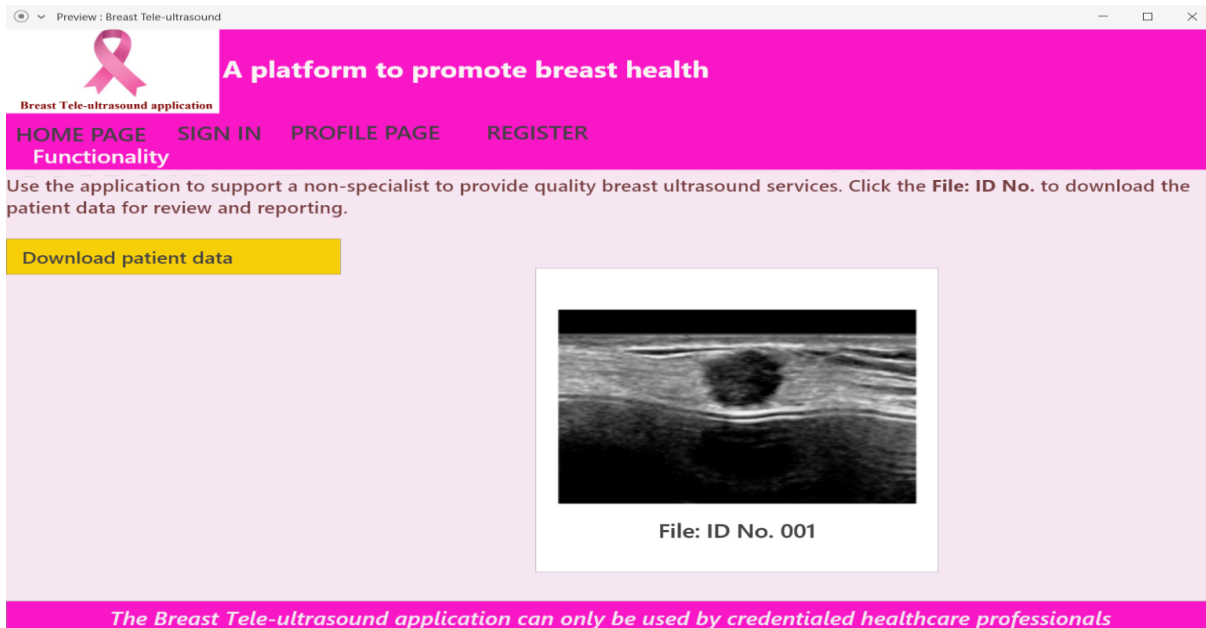 Preview : Breast Tele-ultrasound
A platform to promote breast health
Breast Tele-ultrasound application
HOME PAGE SIGN IN PROFILE PAGE REGISTER
Functionality
Use the application to support a non-specialist to provide quality breast ultrasound services. Click the File: ID No. to download the
patient data for review and reporting.
Download patient data
File: ID No. 001
The Breast Tele-ultrasound application can only be used by credentialed healthcare professionals